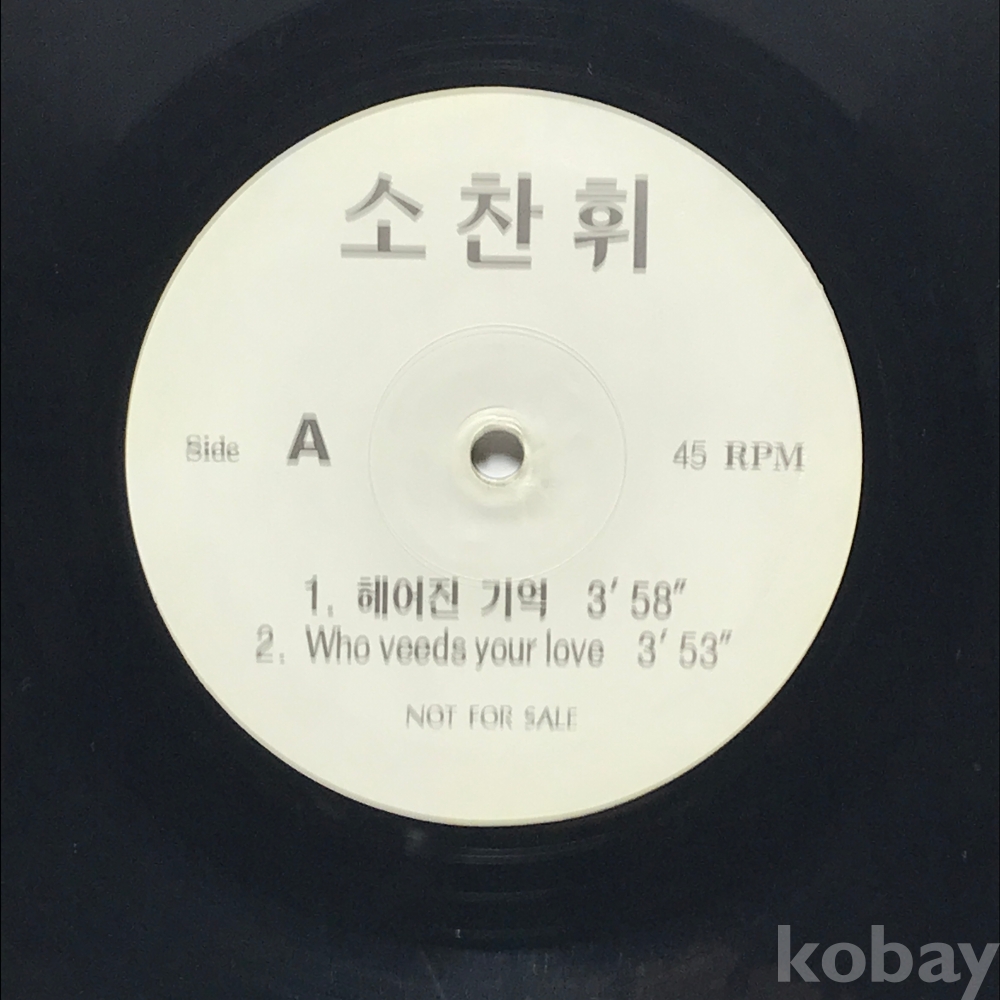 소찬휘
Side A
45 RPM
1. 헤어진 기억 3′ 58″
2. Who veeds your love 3′ 53″
NOT FOR SALE
kobay